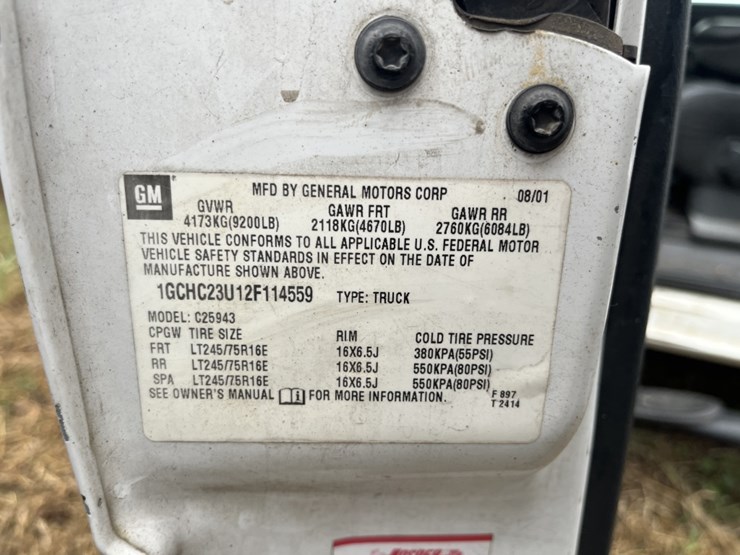 GM
MFD BY GENERAL MOTORS CORP 08/01
GVWR GAWR FRT GAWR RR
4173KG(9200LB) 2118KG(4670LB) 2760KG(6084LB)
THIS VEHICLE CONFORMS TO ALL APPLICABLE U.S. FEDERAL MOTOR
VEHICLE SAFETY STANDARDS IN EFFECT ON THE DATE OF
MANUFACTURE SHOWN ABOVE.
1GCHC23U12F114559 TYPE: TRUCK
MODEL: C25943
CPGW TIRE SIZE RIM COLD TIRE PRESSURE
FRT LT245/75R16E 16X6.5J 380KPA(55PSI)
RR LT245/75R16E 16X6.5J 550KPA(80PSI)
SPA LT245/75R16E 16X6.5J 550KPA(80PSI)
SEE OWNER'S MANUAL FOR MORE INFORMATION. F 897
T 2414